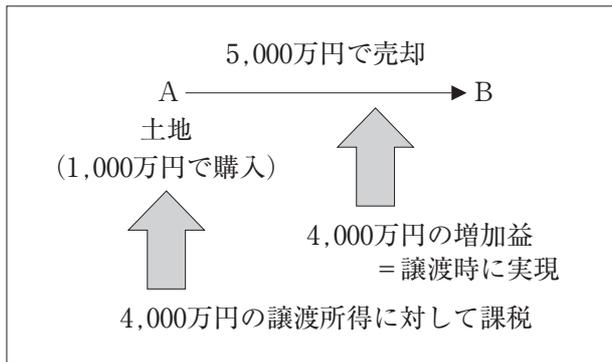 5,000万円で売却
A B
土地
(1,000万円で購入)
4,000万円の増加益
=譲渡時に実現
4,000万円の譲渡所得に対して課税